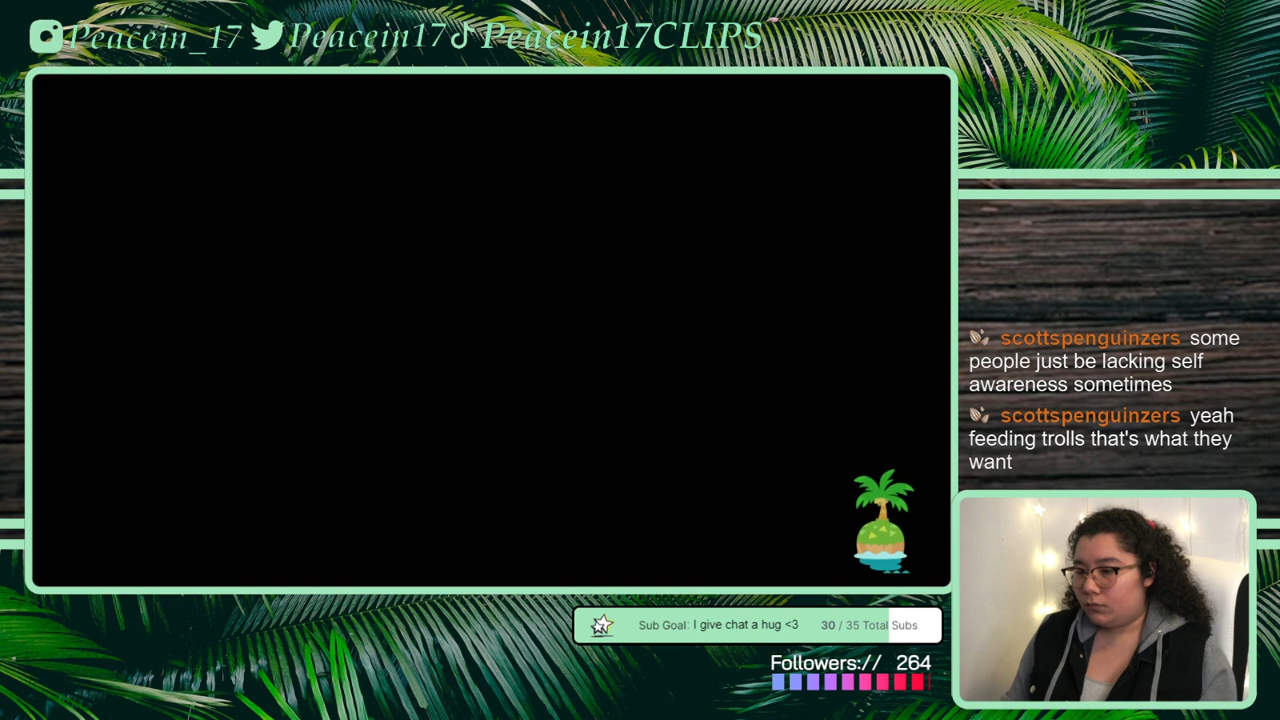 Peacein_17 Peacein17 Peacein17CLIPS
scottspenguinzers some
people just be lacking self
awareness sometimes
scottspenguinzers yeah
feeding trolls that's what they
want
Sub Goal: I give chat a hug <3 30 / 35 Total Subs
Followers:// 264